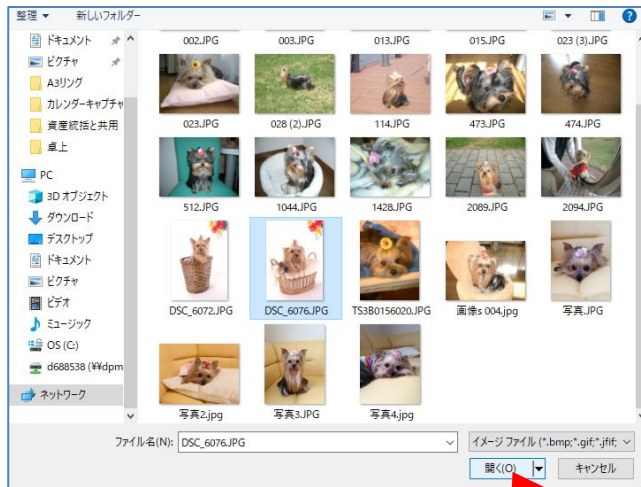 整理 ▼ 新しいフォルダー
ドキュメント
ピクチャ
A3リング
カレンダーキャプチャ
資産統括と共用
卓上
PC
3D オブジェクト
ダウンロード
デスクトップ
ドキュメント
ピクチャ
ビデオ
ミュージック
OS (C:)
d688538 (¥¥dpm
ネットワーク
002.JPG 003.JPG 013.JPG 015.JPG 023 (3).JPG
023.JPG 028 (2).JPG 114.JPG 473.JPG 474.JPG
512.JPG 1044.JPG 1428.JPG 2089.JPG 2094.JPG
DSC_6072.JPG DSC_6076.JPG TS3B0156020.JPG 画像s 004.jpg 写真.JPG
写真2.jpg 写真3.JPG 写真4.jpg
ファイル名(N): DSC_6076.JPG イメージ ファイル (*.bmp;*.gif;*.jfif;
開く(O) キャンセル